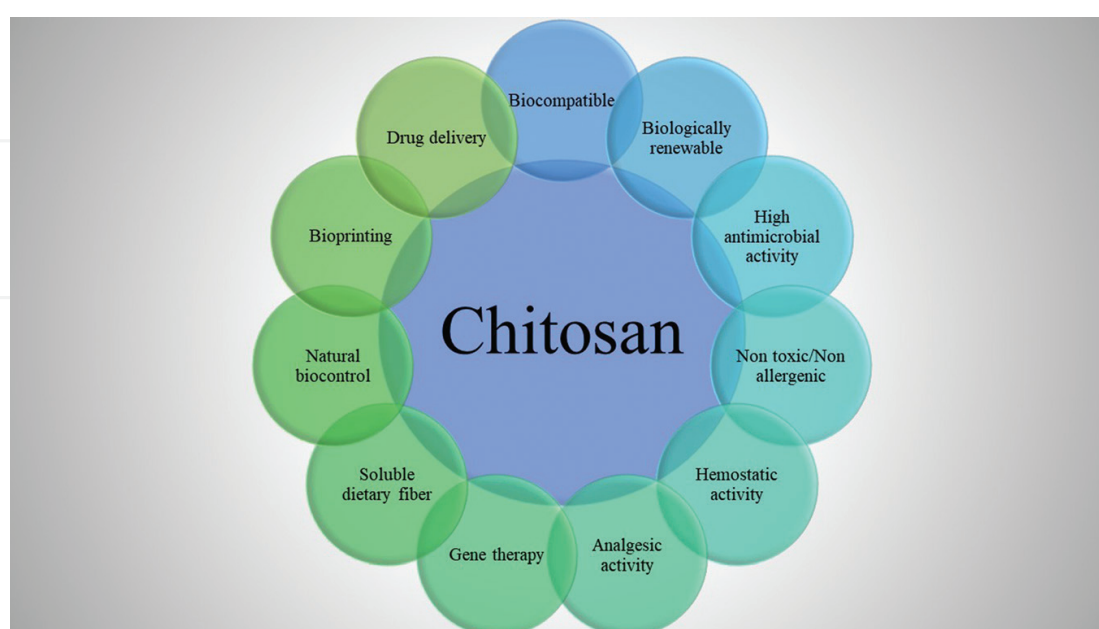 Biocompatible
Biologically
renewable
High
antimicrobial
activity
Non toxic/Non
allergenic
Hemostatic
activity
Analgesic
activity
Gene therapy
Soluble
dietary fiber
Natural
biocontrol
Bioprinting
Drug delivery
Chitosan